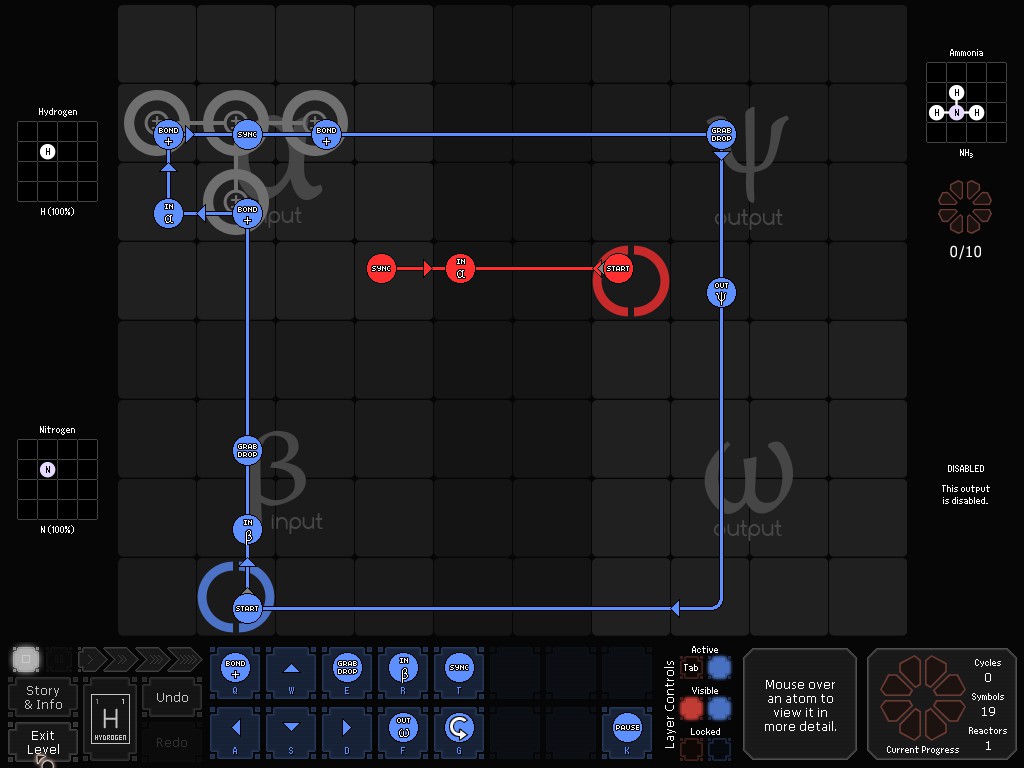 Hydrogen
H
H (100%)
Nitrogen
N
N (100%)
BOND
+
SYNC
BOND
+
GRAB
DROP
α
input
ψ
output
IN
α
BOND
+
SYNC
IN
α
START
OUT
ψ
GRAB
DROP
β
input
IN
β
ω
output
START
Ammonia
H
H N H
NH3
0/10
DISABLED
This output
is disabled.
Story
& Info
Exit
Level
1 1
H
HYDROGEN
Undo
Redo
BOND
+
Q
W
GRAB
DROP
E
IN
β
R
SYNC
T
A
S
D
OUT
ω
F
G
PAUSE
K
Layer Controls
Active
Tab
Visible
Locked
Mouse over
an atom to
view it in
more detail.
Cycles
0
Symbols
19
Reactors
1
Current Progress